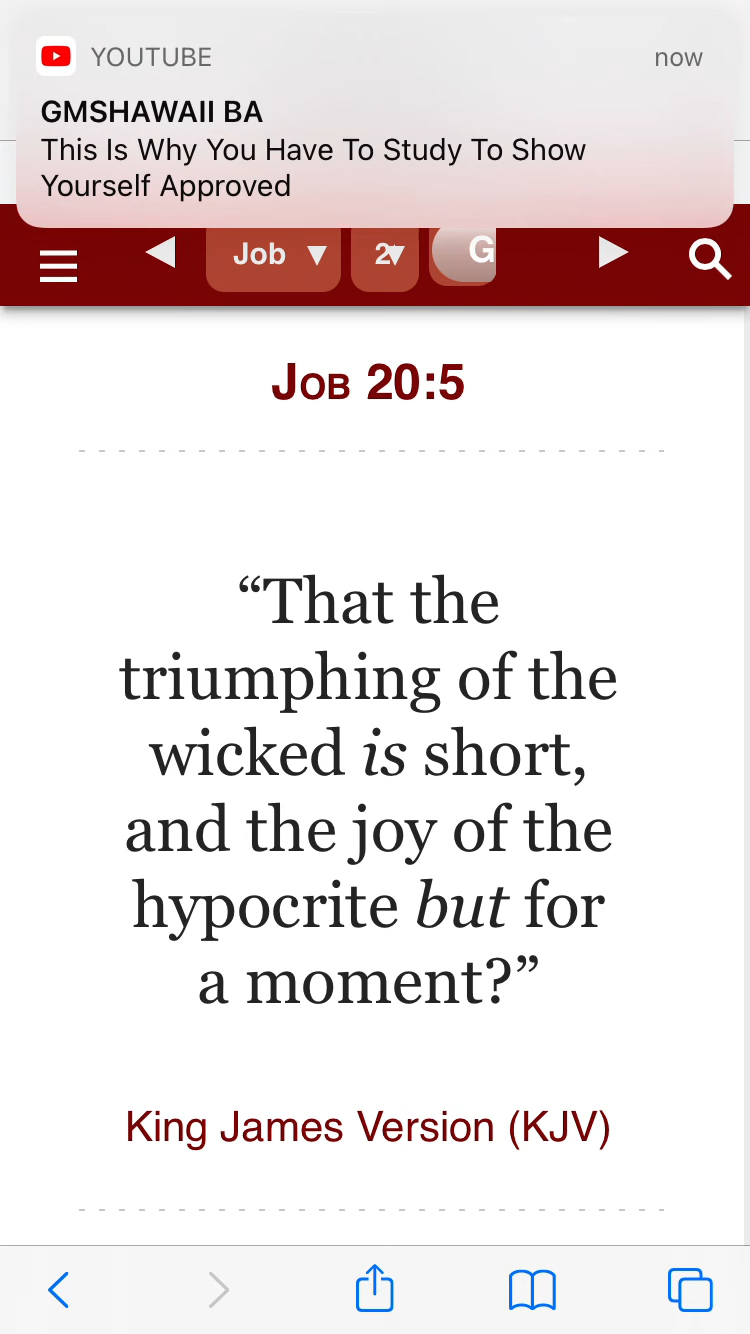 YOUTUBE now
GMSHAWAII BA
This Is Why You Have To Study To Show
Yourself Approved
Job ▼ 2▼ G
JOB 20:5
“That the
triumphing of the
wicked is short,
and the joy of the
hypocrite but for
a moment?”
King James Version (KJV)